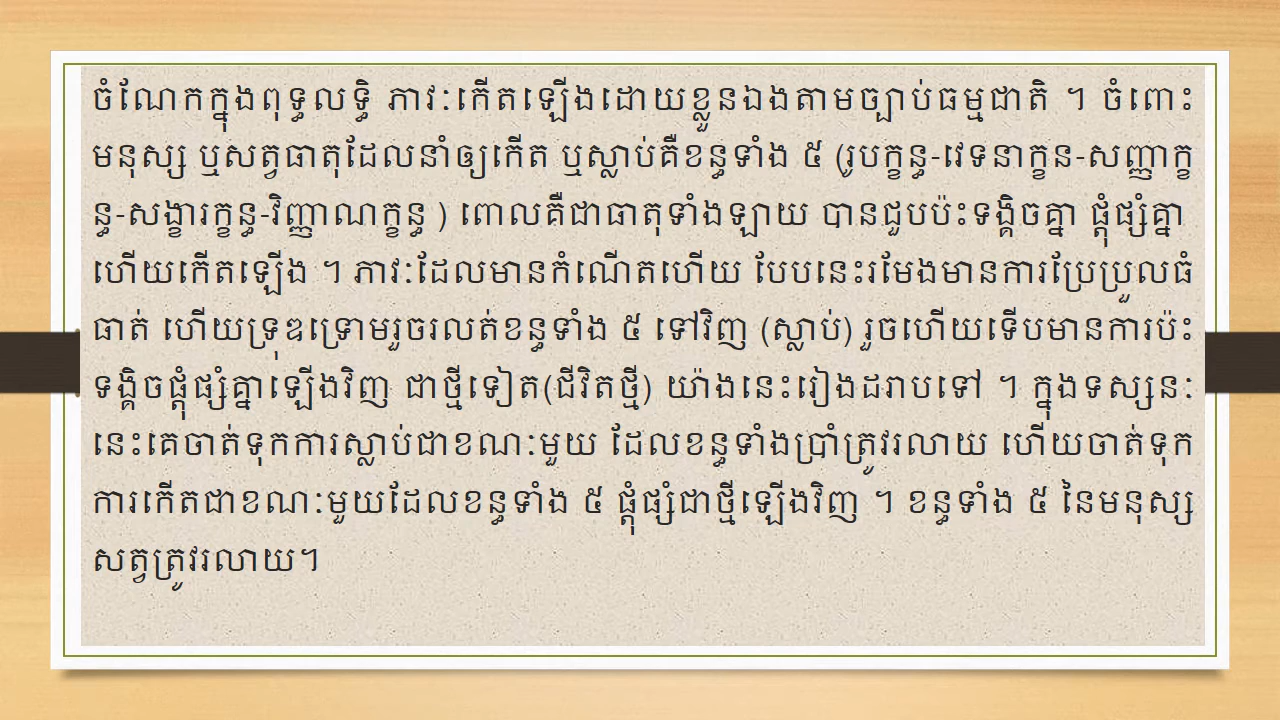 ចំណែកក្នុងពុទ្ធលទ្ធិ ភាវៈកើតឡើងដោយខ្លួនឯងតាមច្បាប់ធម្មជាតិ ។ ចំពោះ
មនុស្ស ឬសត្វធាតុដែលនាំឲ្យកើត ឬស្លាប់គឺខន្ធទាំង ៥ (រូបក្ខន្ធ-វេទនាក្ខន-សញ្ញាក្ខ
ន្ធ-សង្ខារក្ខន្ធ-វិញ្ញាណក្ខន្ធ ) ពោលគឺជាធាតុទាំងឡាយ បានជួបប៉ះទង្គិចគ្នា ផ្តុំផ្សំគ្នា
ហើយកើតឡើង ។ ភាវៈដែលមានកំណើតហើយ បែបនេះរមែងមានការប្រែប្រួលធំ
ធាត់ ហើយទ្រុឌទ្រោមរួចរលត់ខន្ធទាំង ៥ ទៅវិញ (ស្លាប់) រួចហើយទើបមានការប៉ះ
ទង្គិចផ្តុំផ្សំគ្នាឡើងវិញ ជាថ្មីទៀត(ជីវិតថ្មី) យ៉ាងនេះរៀងដរាបទៅ ។ ក្នុងទស្សនៈ
នេះគេចាត់ទុកការស្លាប់ជាខណៈមួយ ដែលខន្ធទាំងប្រាំត្រូវរលាយ ហើយចាត់ទុក
ការកើតជាខណៈមួយដែលខន្ធទាំង ៥ ផ្តុំផ្សំជាថ្មីឡើងវិញ ។ ខន្ធទាំង ៥ នៃមនុស្ស
សត្វត្រូវរលាយ។